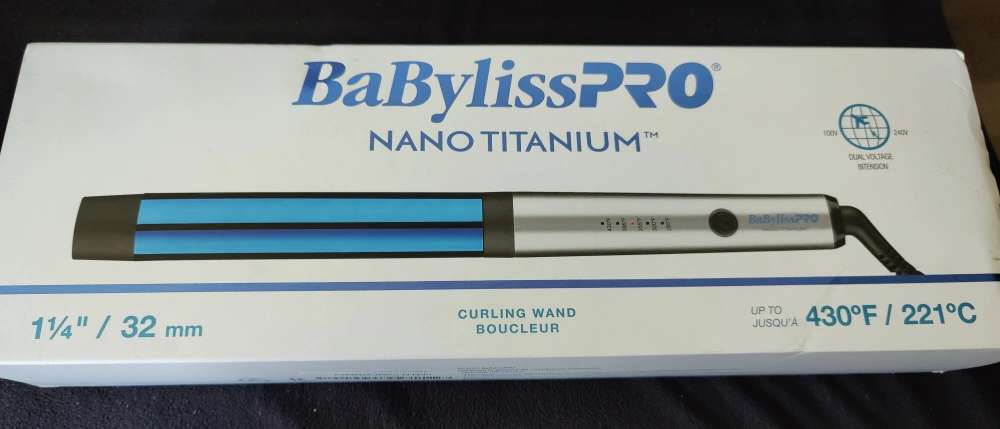 BaBylissPRO®
NANO TITANIUM™
100V 240V
DUAL VOLTAGE
BITENSION
BaBylissPRO
430°F
1¼" / 32 mm
CURLING WAND
BOUCLEUR
UP TO
JUSQU'À
430°F / 221°C